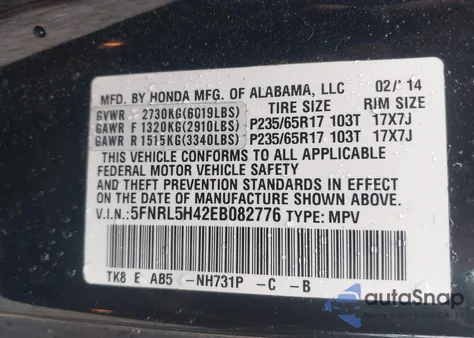 MFD. BY HONDA MFG. OF ALABAMA, LLC 02/'14
TIRE SIZE RIM SIZE
GVWR 2730KG(6019LBS)
GAWR F 1320KG(2910LBS) P235/65R17 103T 17X7J
GAWR R 1515KG(3340LBS) P235/65R17 103T 17X7J
THIS VEHICLE CONFORMS TO ALL APPLICABLE
FEDERAL MOTOR VEHICLE SAFETY
AND THEFT PREVENTION STANDARDS IN EFFECT
ON THE DATE OF MANUFACTURE SHOWN ABOVE.
V.I.N.: 5FNRL5H42EB082776 TYPE: MPV
TK8 E AB5 -NH731P -C -B
autoSnap